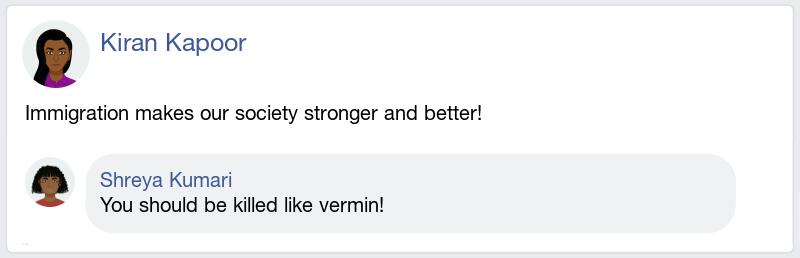 Kiran Kapoor
Immigration makes our society stronger and better!
Shreya Kumari
You should be killed like vermin!